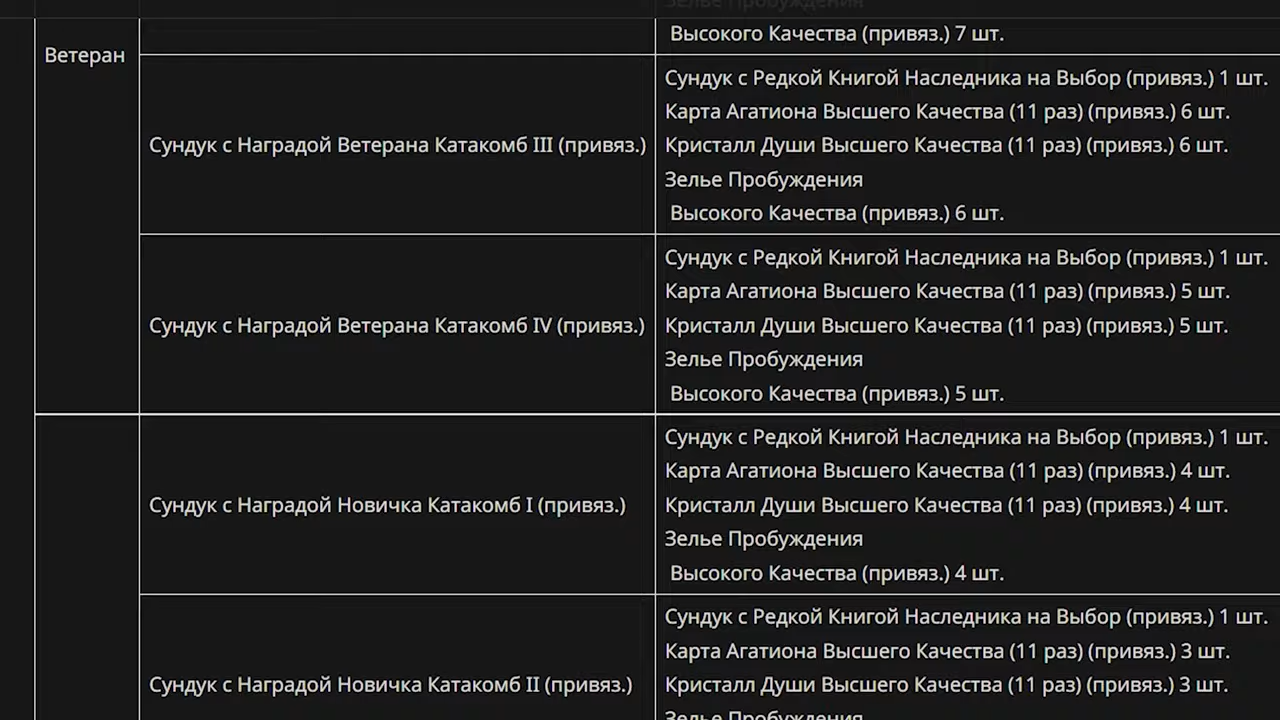 Высокого Качества (привяз.) 7 шт.
Ветеран
Сундук с Наградой Ветерана Катакомб III (привяз.)
Сундук с Редкой Книгой Наследника на Выбор (привяз.) 1 шт.
Карта Агатиона Высшего Качества (11 раз) (привяз.) 6 шт.
Кристалл Души Высшего Качества (11 раз) (привяз.) 6 шт.
Зелье Пробуждения
Высокого Качества (привяз.) 6 шт.
Сундук с Наградой Ветерана Катакомб IV (привяз.)
Сундук с Редкой Книгой Наследника на Выбор (привяз.) 1 шт.
Карта Агатиона Высшего Качества (11 раз) (привяз.) 5 шт.
Кристалл Души Высшего Качества (11 раз) (привяз.) 5 шт.
Зелье Пробуждения
Высокого Качества (привяз.) 5 шт.
Сундук с Наградой Новичка Катакомб I (привяз.)
Сундук с Редкой Книгой Наследника на Выбор (привяз.) 1 шт.
Карта Агатиона Высшего Качества (11 раз) (привяз.) 4 шт.
Кристалл Души Высшего Качества (11 раз) (привяз.) 4 шт.
Зелье Пробуждения
Высокого Качества (привяз.) 4 шт.
Сундук с Наградой Новичка Катакомб II (привяз.)
Сундук с Редкой Книгой Наследника на Выбор (привяз.) 1 шт.
Карта Агатиона Высшего Качества (11 раз) (привяз.) 3 шт.
Кристалл Души Высшего Качества (11 раз) (привяз.) 3 шт.
Зелье Пробуждения